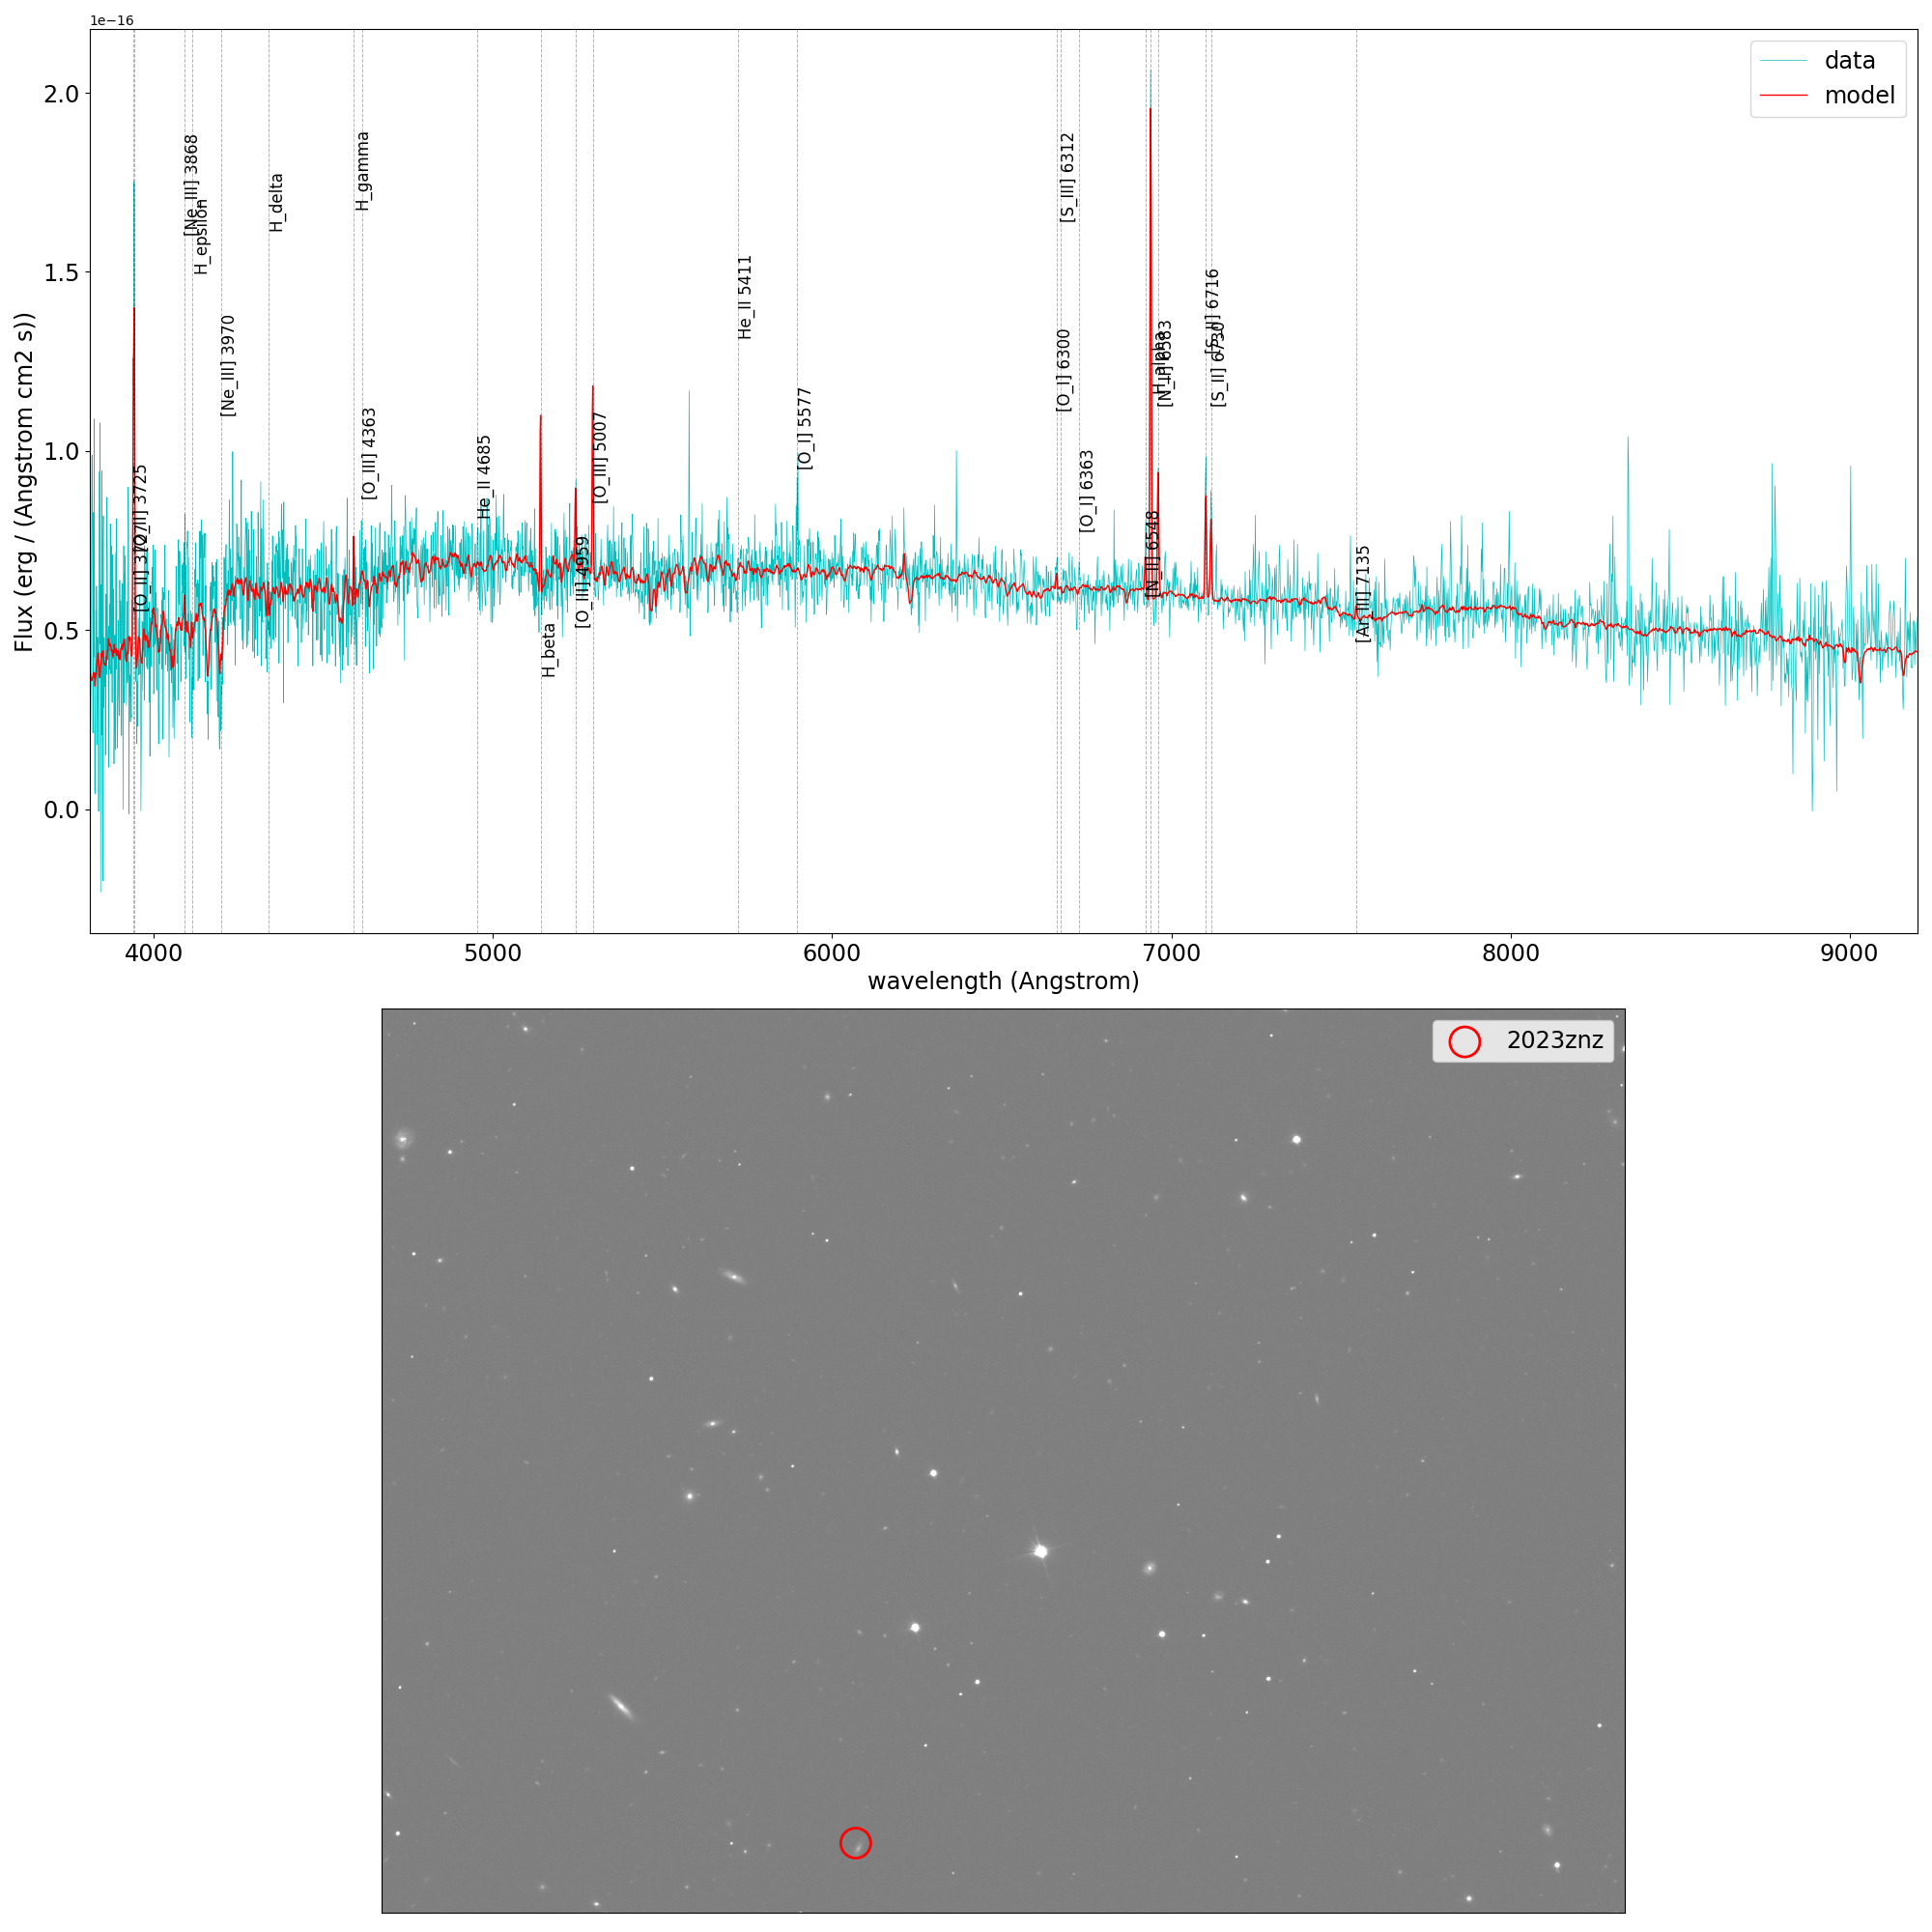 1e−16
data
model
2.0
1.5
1.0
0.5
0.0
Flux (erg / (Angstrom cm2 s))
[O_II] 3725
[O_II] 3727
[Ne_III] 3868
H_epsilon
[Ne_III] 3970
H_delta
H_gamma
[O_III] 4363
He_II 4685
H_beta
[O_III] 4959
[O_III] 5007
He_II 5411
[O_I] 5577
[O_I] 6300
[S_III] 6312
[O_I] 6363
[N_II] 6548
H_alpha
[N_II] 6583
[S_II] 6716
[S_II] 6730
[Ar_III] 7135
4000 5000 6000 7000 8000 9000
wavelength (Angstrom)
2023znz